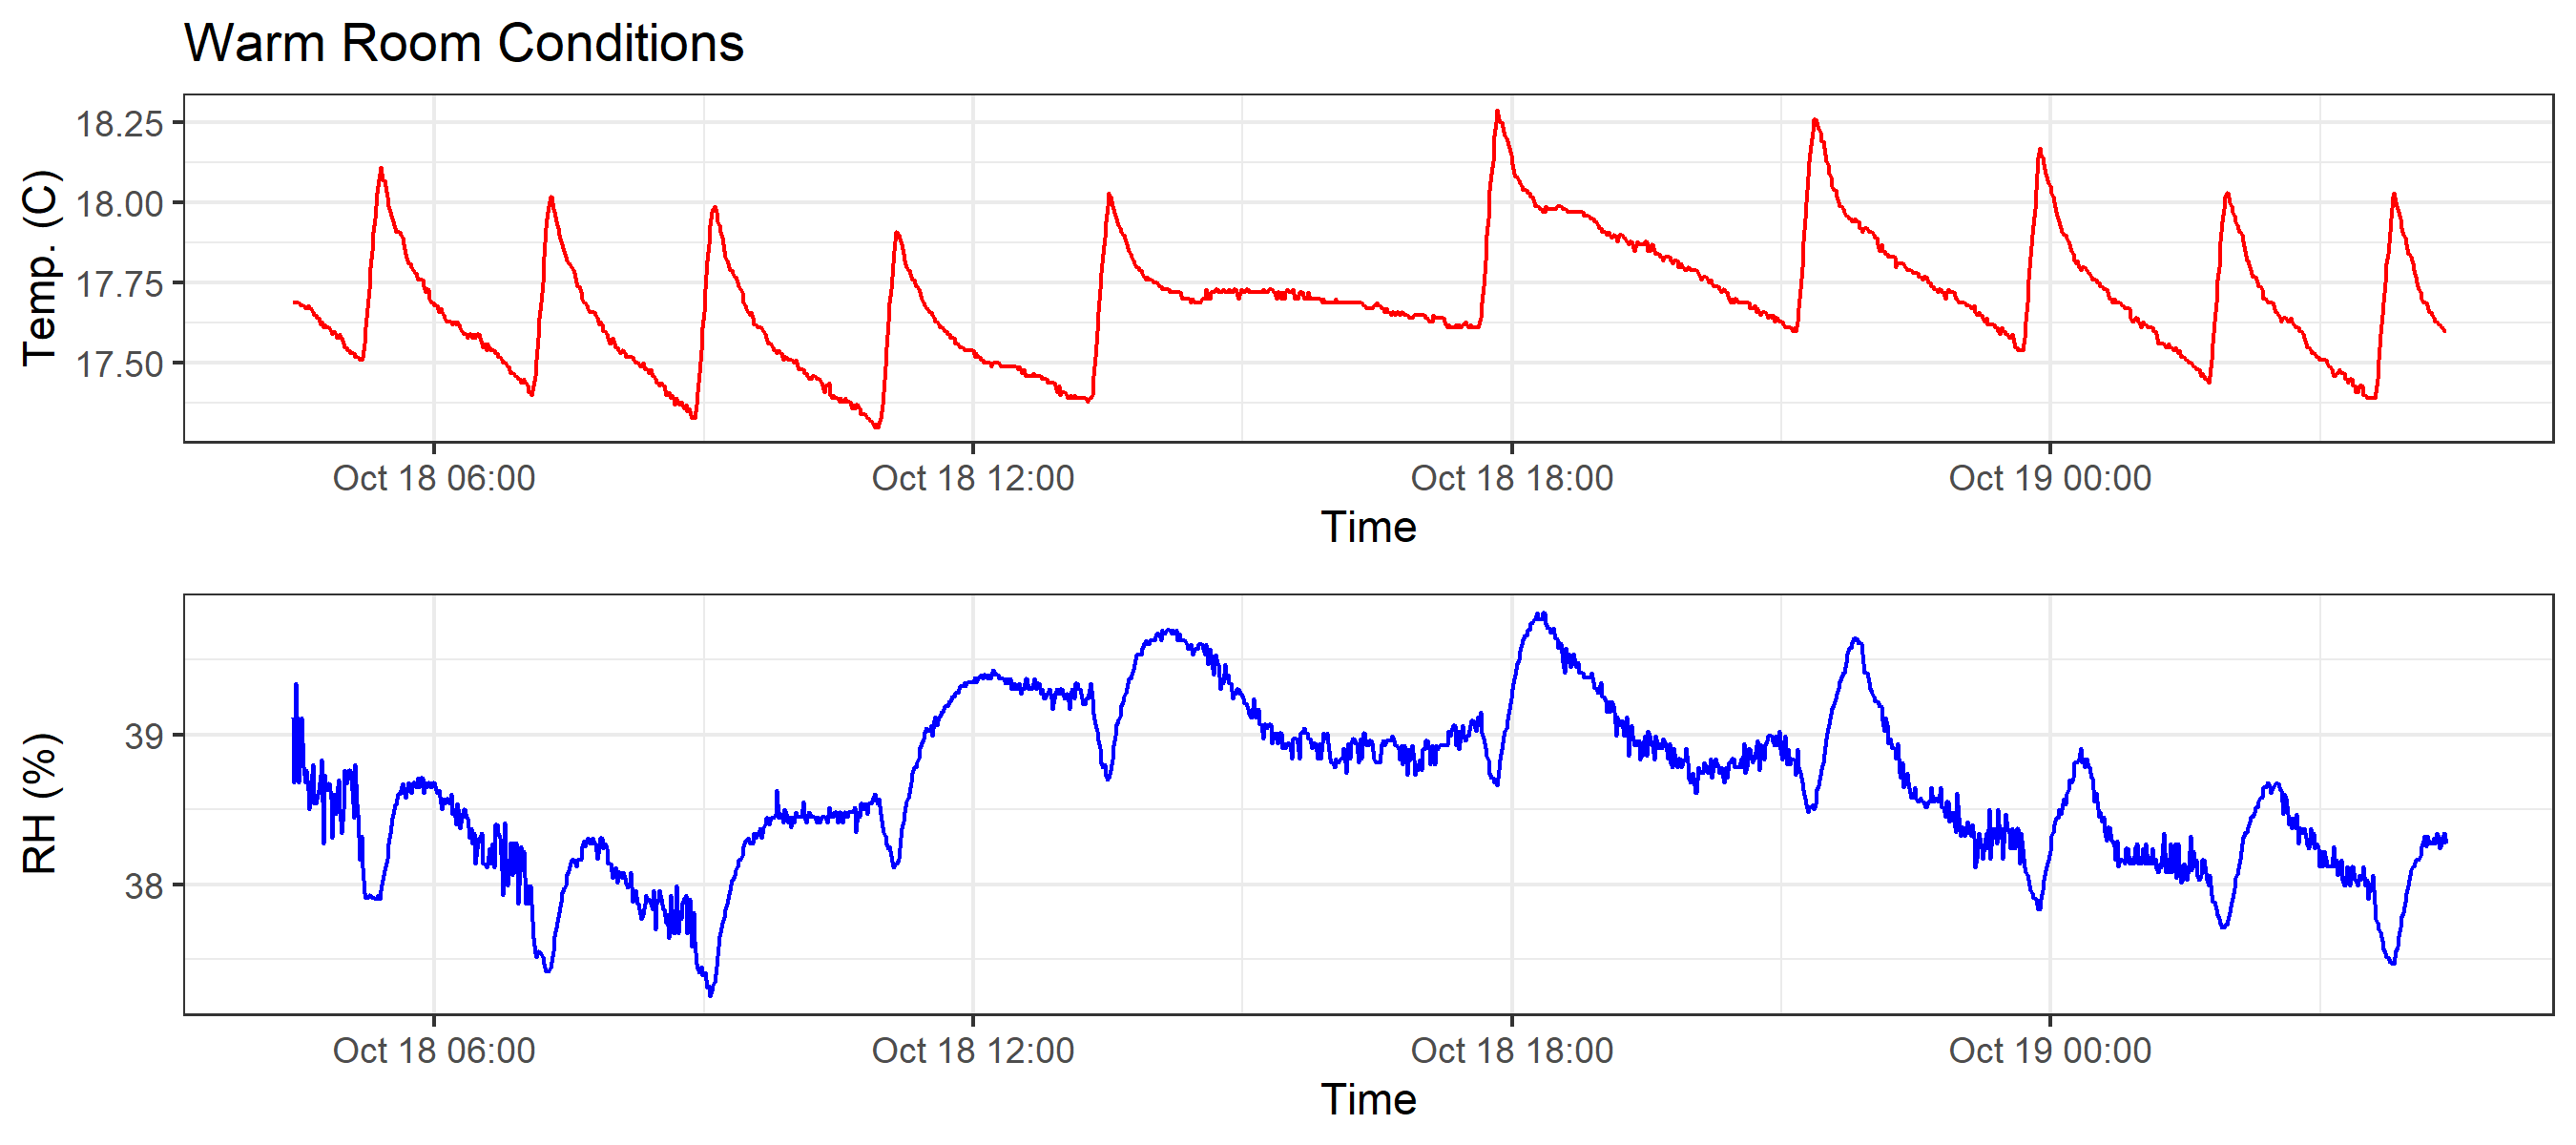 Warm Room Conditions
Temp. (C)
18.25
18.00
17.75
17.50
Oct 18 06:00 Oct 18 12:00 Oct 18 18:00 Oct 19 00:00
Time
RH (%)
39
38
Oct 18 06:00 Oct 18 12:00 Oct 18 18:00 Oct 19 00:00
Time